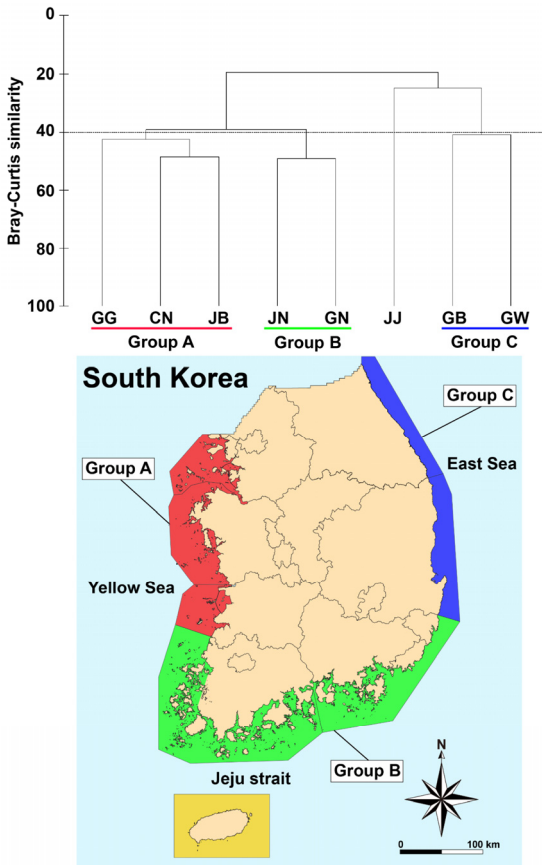 0
20
40
60
80
100
Bray-Curtis similarity
GG CN JB JN GN JJ GB GW
Group A Group B Group C
South Korea
Group C
East Sea
Group A
Yellow Sea
Group B
Jeju strait
N
0 100 km